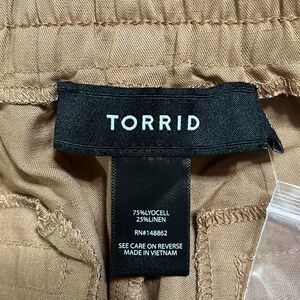 TORRID
75%LYOCELL
25%LINEN
RN#148862
SEE CARE ON REVERSE
MADE IN VIETNAM